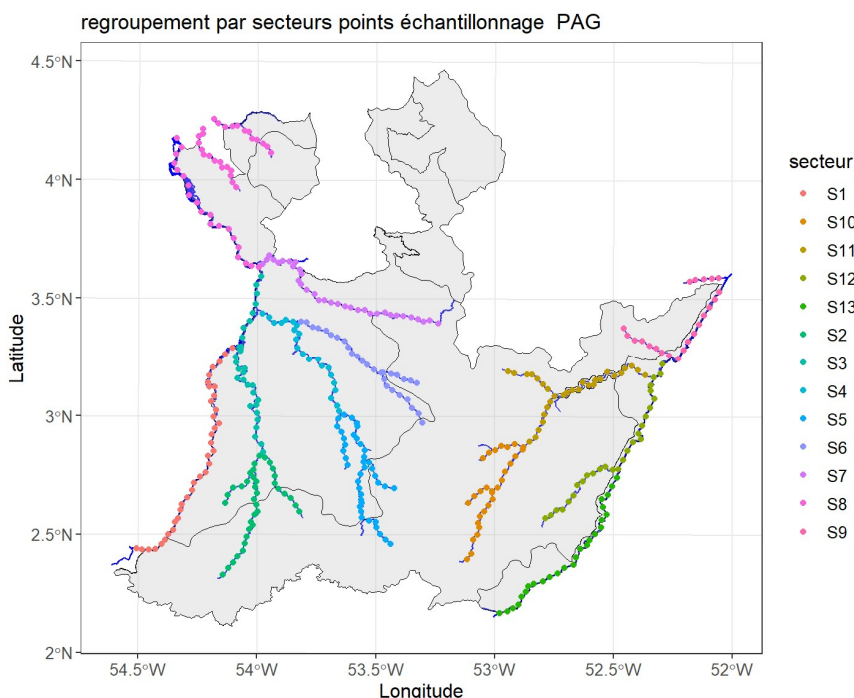 regroupement par secteurs points échantillonnage PAG
4.5°N
4°N
3.5°N
3°N
2.5°N
2°N
Latitude
54.5°W 54°W 53.5°W 53°W 52.5°W 52°W
Longitude
secteur
S1
S10
S11
S12
S13
S2
S3
S4
S5
S6
S7
S8
S9